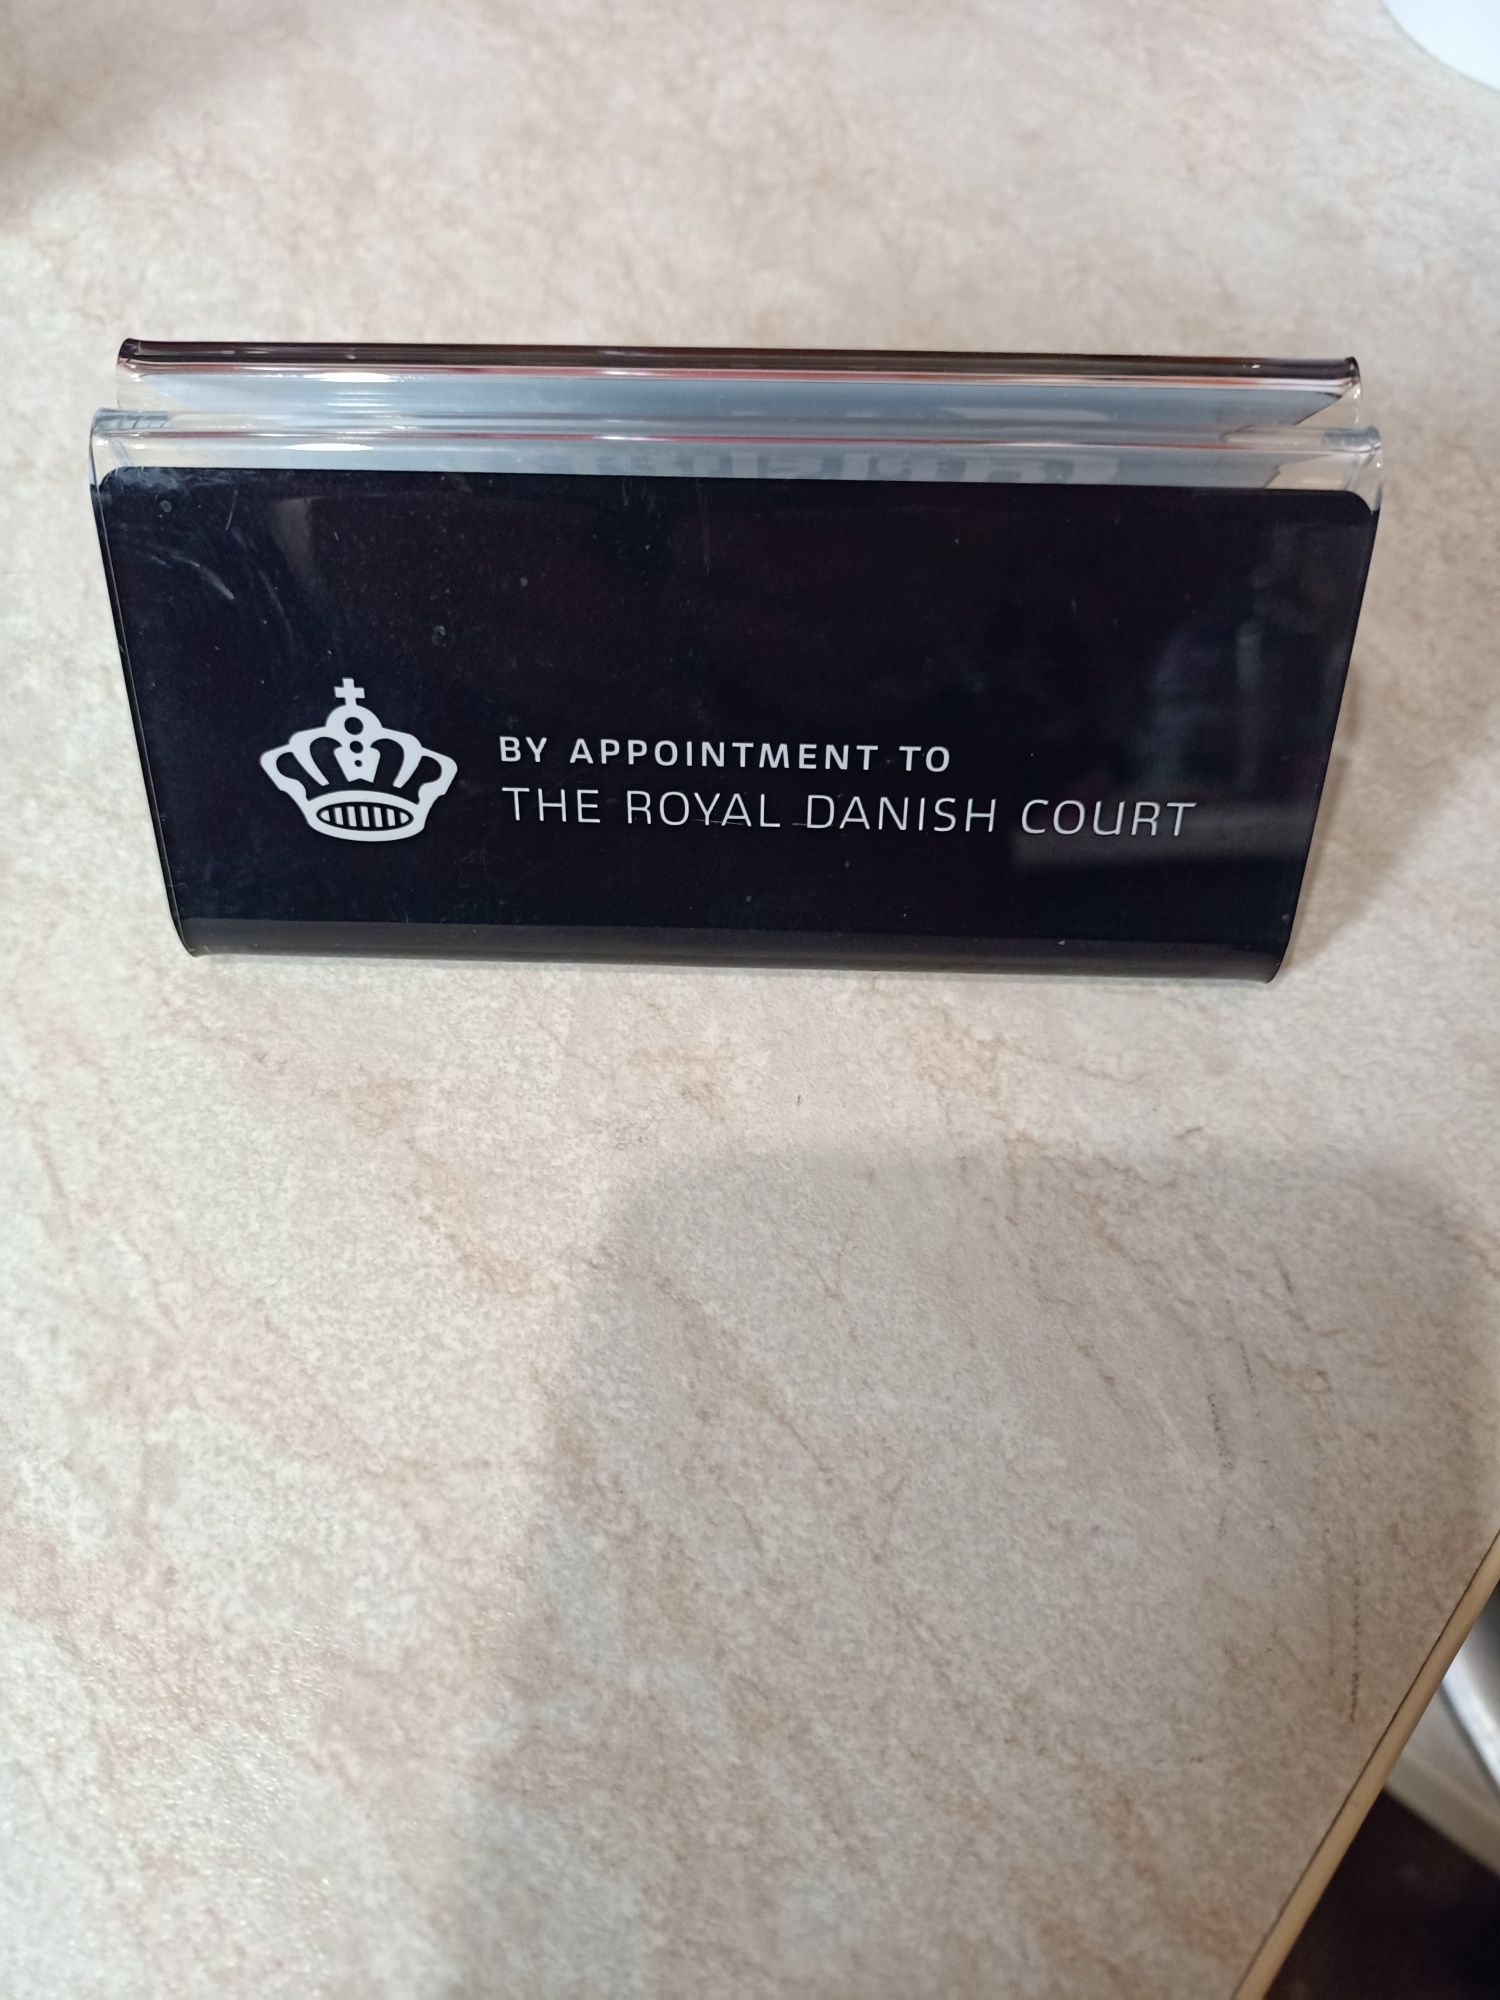 BY APPOINTMENT TO
THE ROYAL DANISH COURT